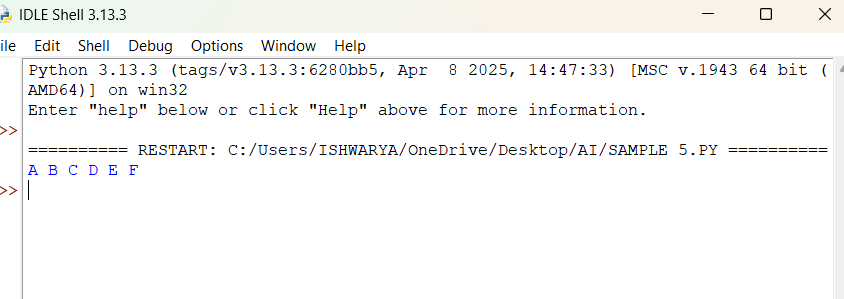 IDLE Shell 3.13.3
ile Edit Shell Debug Options Window Help
Python 3.13.3 (tags/v3.13.3:6280bb5, Apr  8 2025, 14:47:33) [MSC v.1943 64 bit (
AMD64)] on win32
Enter "help" below or click "Help" above for more information.
>>
========== RESTART: C:/Users/ISHWARYA/OneDrive/Desktop/AI/SAMPLE 5.PY ==========
A B C D E F
>>